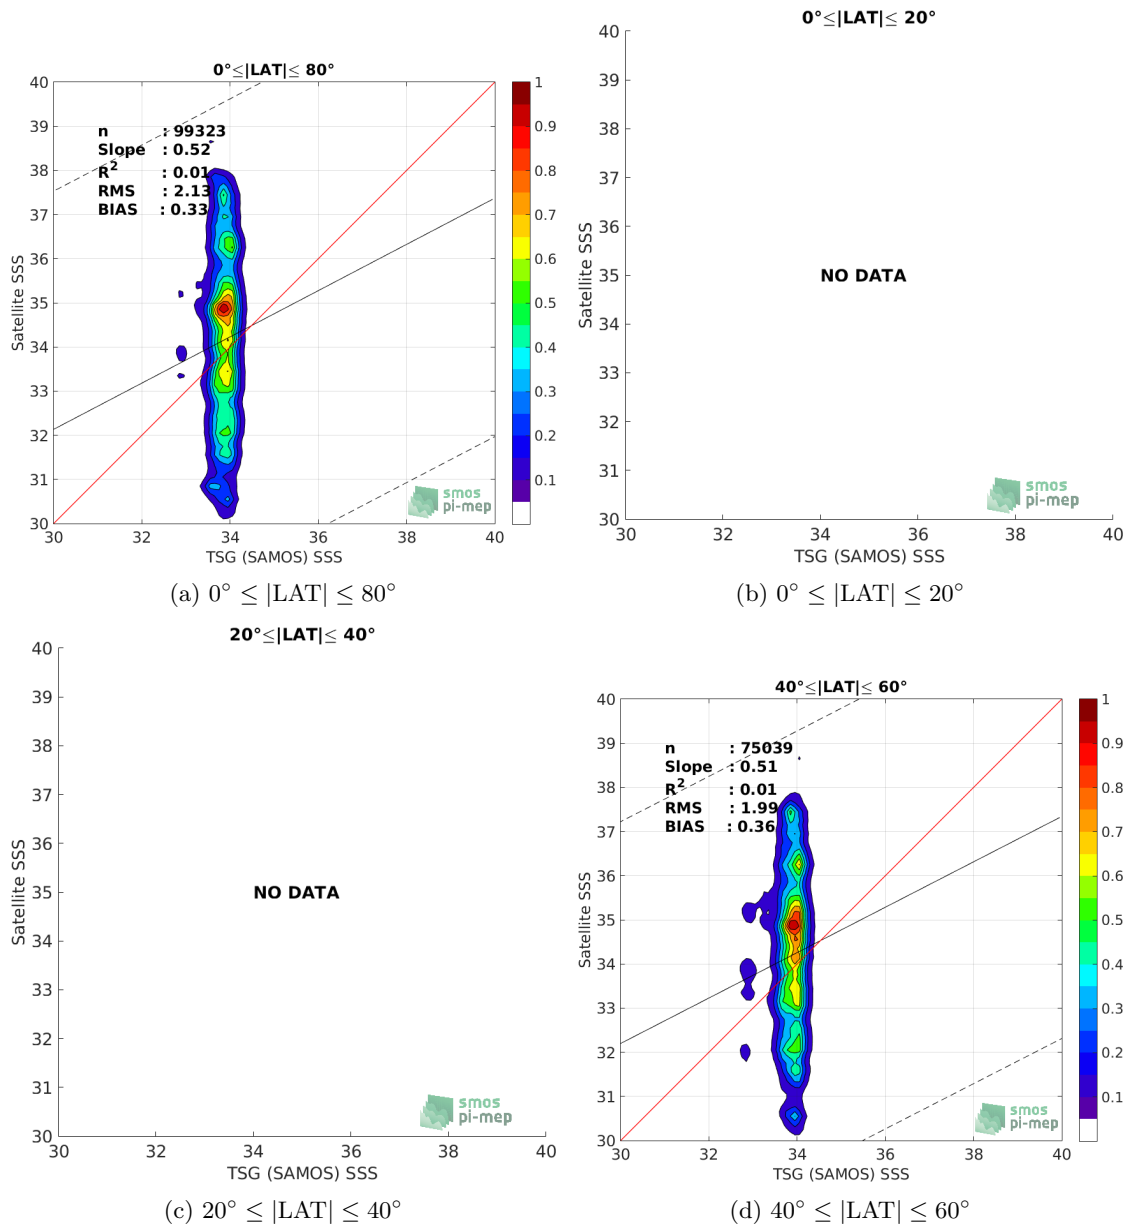 0°≤|LAT|≤ 80°
40
39
38
37
36
35
34
33
32
31
30
30 32 34 36 38 40
Satellite SSS
TSG (SAMOS) SSS
n : 99323
Slope : 0.52
R2 : 0.01
RMS : 2.13
BIAS : 0.33
1
0.9
0.8
0.7
0.6
0.5
0.4
0.3
0.2
0.1
smos
pi-mep
(a) 0° ≤ |LAT| ≤ 80°
0°≤|LAT|≤ 20°
40
39
38
37
36
35
34
33
32
31
30
30 32 34 36 38 40
Satellite SSS
TSG (SAMOS) SSS
NO DATA
smos
pi-mep
(b) 0° ≤ |LAT| ≤ 20°
20°≤|LAT|≤ 40°
40
39
38
37
36
35
34
33
32
31
30
30 32 34 36 38 40
Satellite SSS
TSG (SAMOS) SSS
NO DATA
smos
pi-mep
(c) 20° ≤ |LAT| ≤ 40°
40°≤|LAT|≤ 60°
40
39
38
37
36
35
34
33
32
31
30
30 32 34 36 38 40
Satellite SSS
TSG (SAMOS) SSS
n : 75039
Slope : 0.51
R2 : 0.01
RMS : 1.99
BIAS : 0.36
1
0.9
0.8
0.7
0.6
0.5
0.4
0.3
0.2
0.1
smos
pi-mep
(d) 40° ≤ |LAT| ≤ 60°